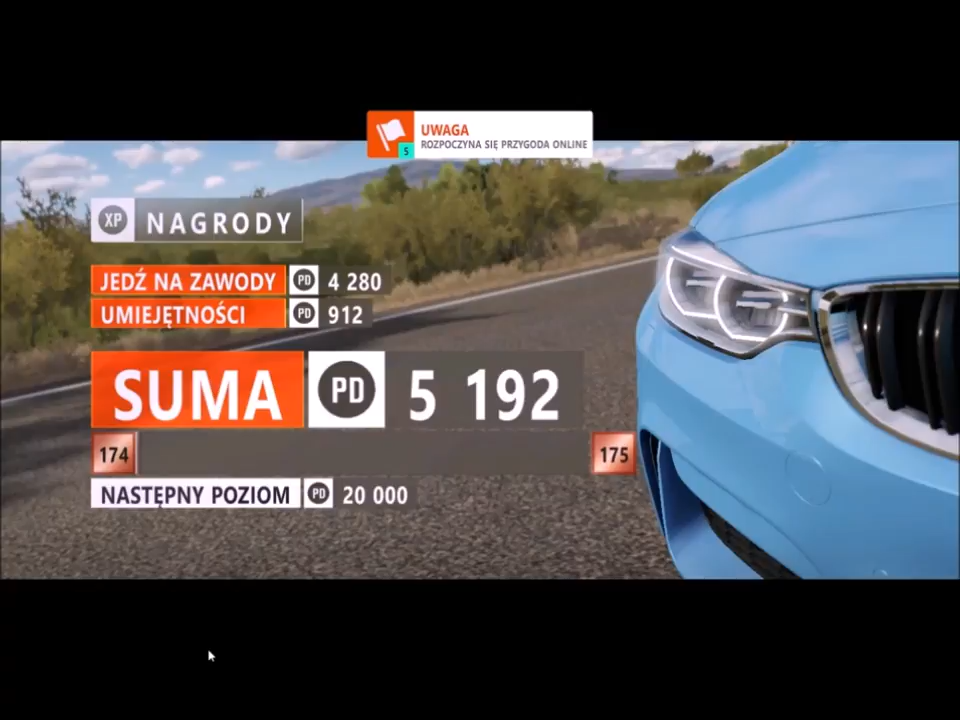 UWAGA
ROZPOCZYNA SIĘ PRZYGODA ONLINE
5
XP NAGRODY
JEDŹ NA ZAWODY PD 4 280
UMIEJĘTNOŚCI PD 912
SUMA PD 5 192
174 175
NASTĘPNY POZIOM PD 20 000